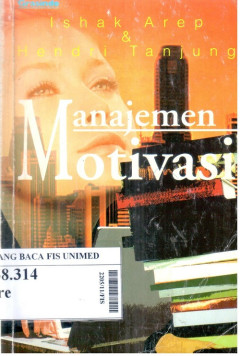 Ishak Arep
&
Hendri Tanjung
Manajemen
Motivasi
ANG BACA FIS UNIMED
8.314
re